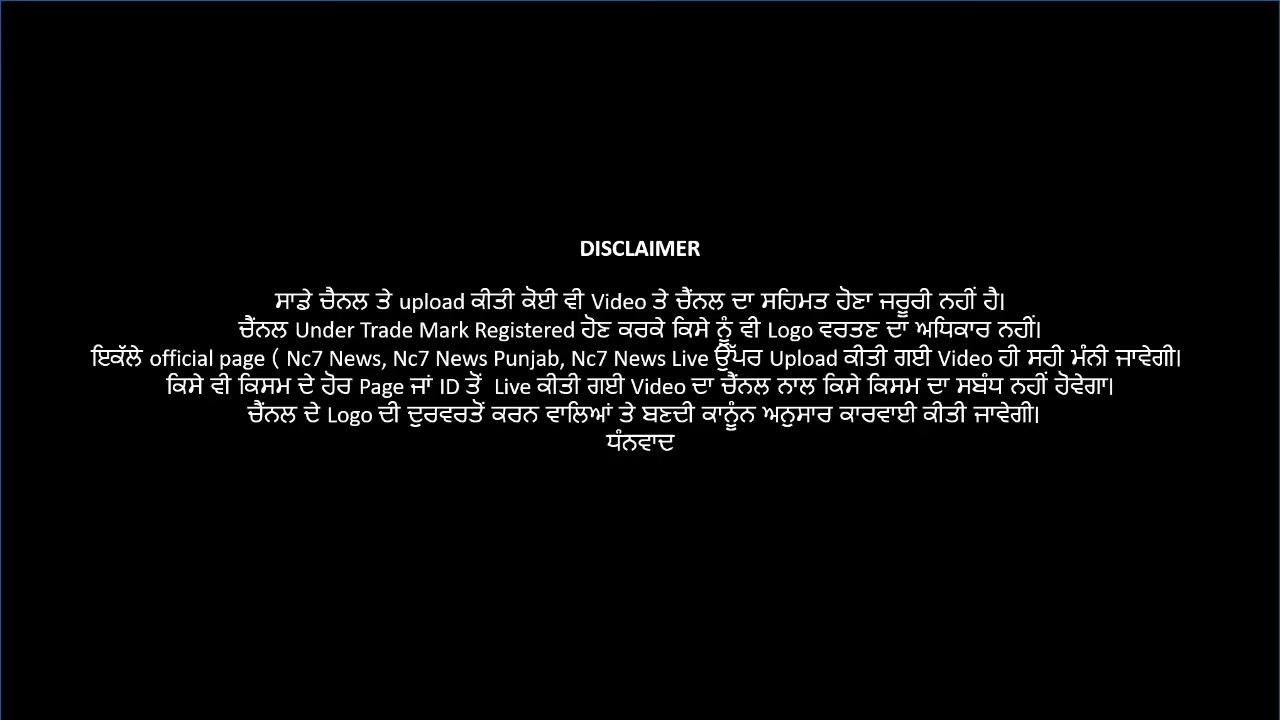 DISCLAIMER
ਸਾਡੇ ਚੈਨਲ ਤੇ upload ਕੀਤੀ ਕੋਈ ਵੀ Video ਤੇ ਚੈਂਨਲ ਦਾ ਸਹਿਮਤ ਹੋਣਾ ਜਰੂਰੀ ਨਹੀਂ ਹੈ।
ਚੈਂਨਲ Under Trade Mark Registered ਹੋਣ ਕਰਕੇ ਕਿਸੇ ਨੂੰ ਵੀ Logo ਵਰਤਣ ਦਾ ਅਧਿਕਾਰ ਨਹੀਂ।
ਇਕੱਲੇ official page ( Nc7 News, Nc7 News Punjab, Nc7 News Live ਉੱਪਰ Upload ਕੀਤੀ ਗਈ Video ਹੀ ਸਹੀ ਮੰਨੀ ਜਾਵੇਗੀ।
ਕਿਸੇ ਵੀ ਕਿਸਮ ਦੇ ਹੋਰ Page ਜਾਂ ID ਤੋਂ Live ਕੀਤੀ ਗਈ Video ਦਾ ਚੈਂਨਲ ਨਾਲ ਕਿਸੇ ਕਿਸਮ ਦਾ ਸਬੰਧ ਨਹੀਂ ਹੋਵੇਗਾ।
ਚੈਂਨਲ ਦੇ Logo ਦੀ ਦੁਰਵਰਤੋਂ ਕਰਨ ਵਾਲਿਆਂ ਤੇ ਬਣਦੀ ਕਾਨੂੰਨ ਅਨੁਸਾਰ ਕਾਰਵਾਈ ਕੀਤੀ ਜਾਵੇਗੀ।
ਧੰਨਵਾਦ